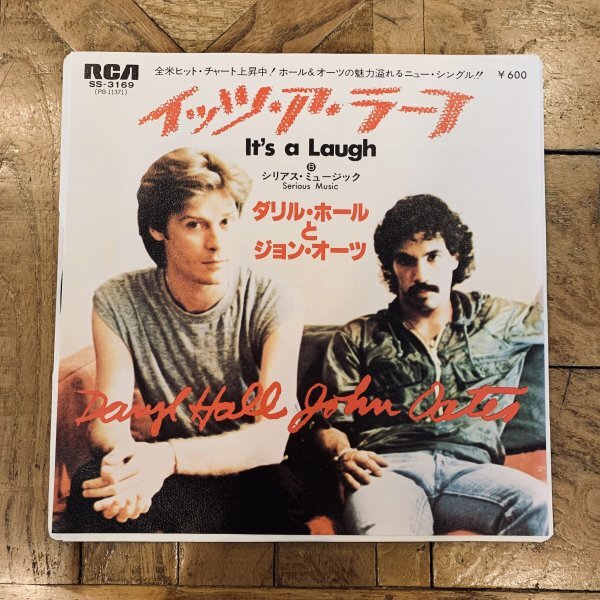 RCA
SS-3169
(PB-11371)
全米ヒット・チャート上昇中！ホール&オーツの魅力溢れるニュー・シングル!!
￥600
イッツ・ア・ラーフ
It's a Laugh
B
シリアス・ミュージック
Serious Music
ダリル・ホール
と
ジョン・オーツ
Daryl Hall John Oates